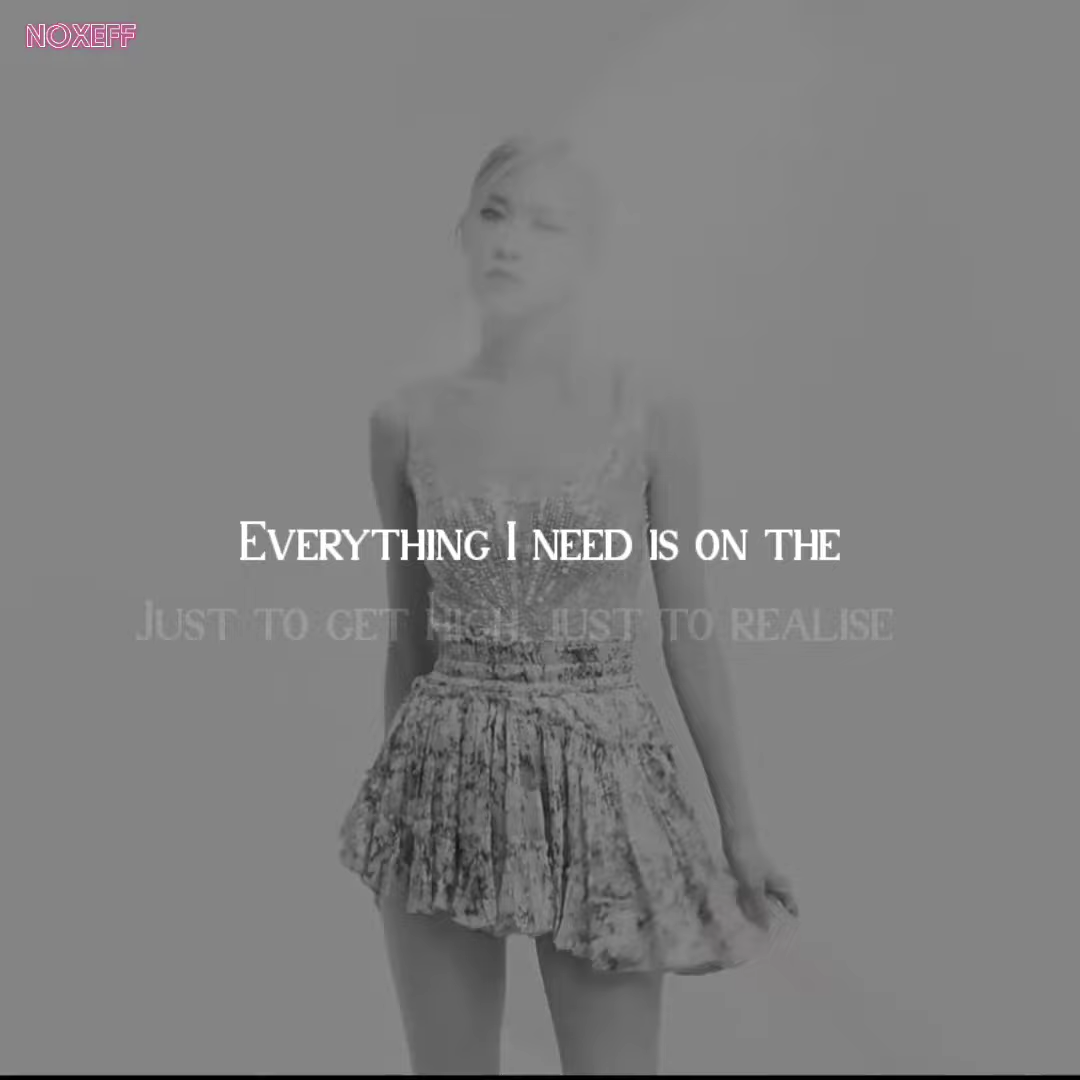 NOXEFF
Everything I need is on the
Just to get high, just to realise